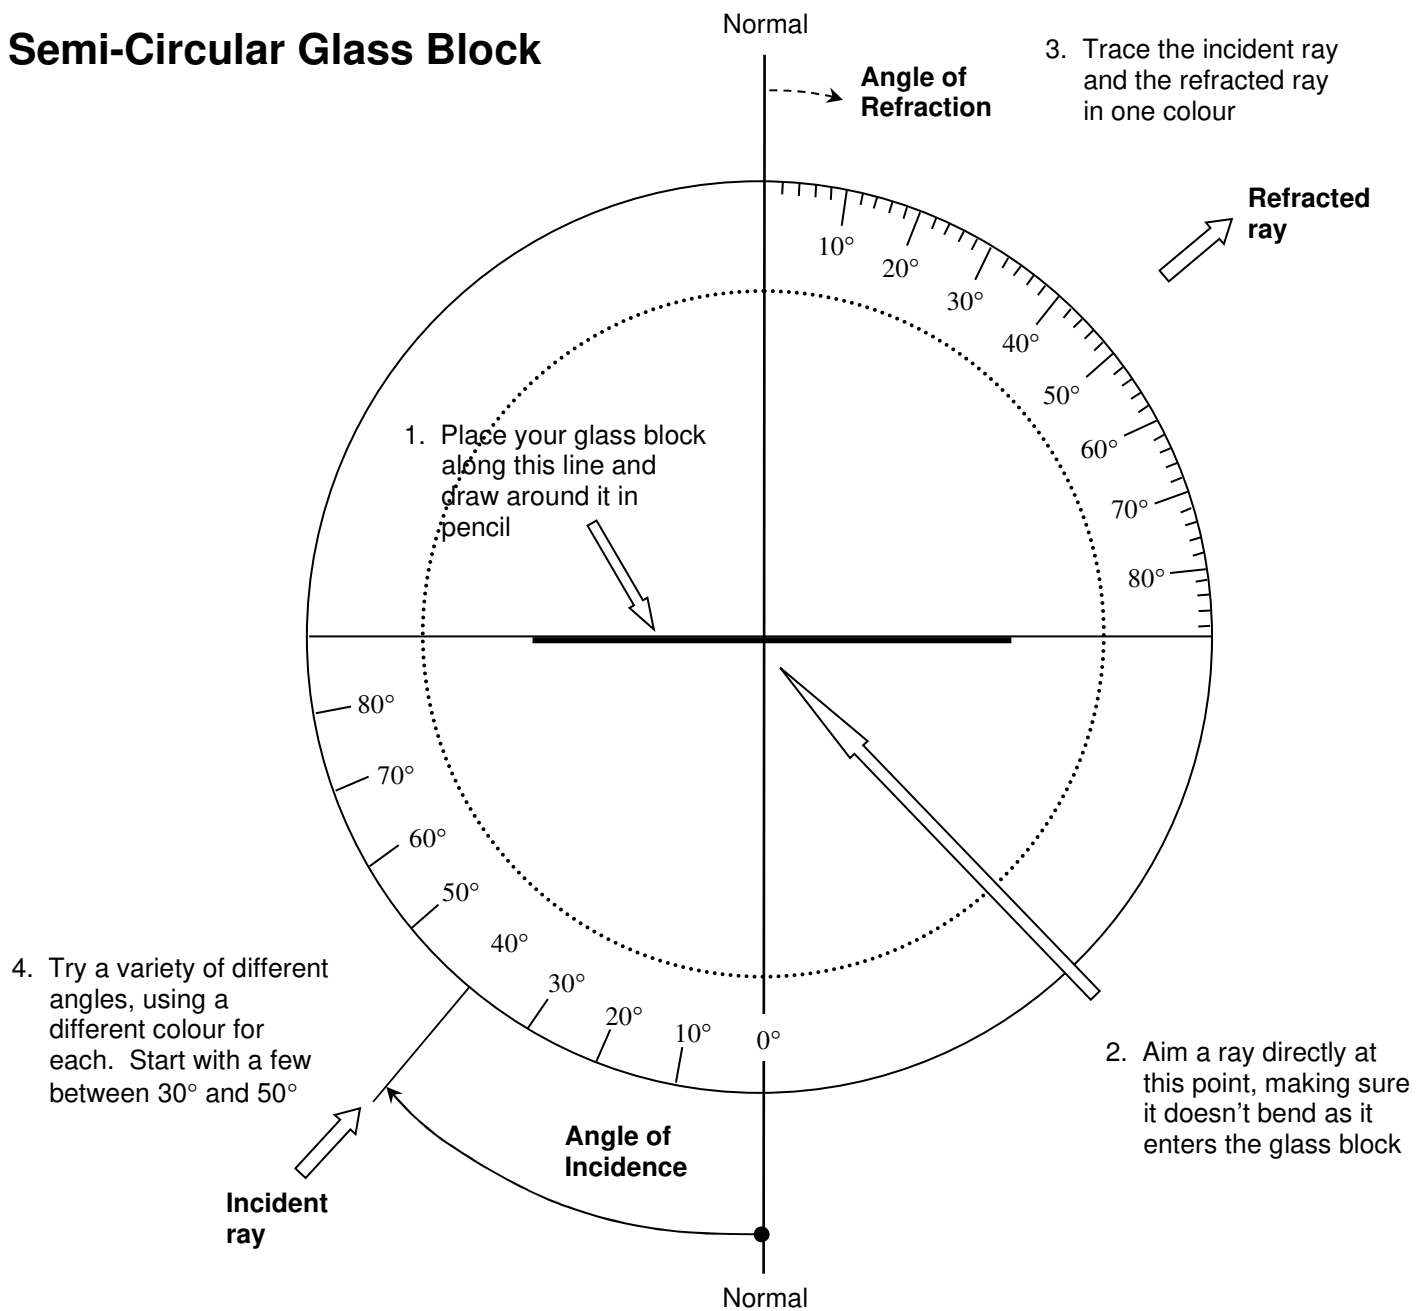 Semi-Circular Glass Block
Normal
Angle of
Refraction
3. Trace the incident ray
and the refracted ray
in one colour
Refracted
ray
10°
20°
30°
40°
50°
60°
70°
80°
1. Place your glass block
along this line and
draw around it in
pencil
80°
70°
60°
50°
40°
30°
20°
10°
0°
4. Try a variety of different
angles, using a
different colour for
each. Start with a few
between 30° and 50°
2. Aim a ray directly at
this point, making sure
it doesn't bend as it
enters the glass block
Angle of
Incidence
Incident
ray
Normal